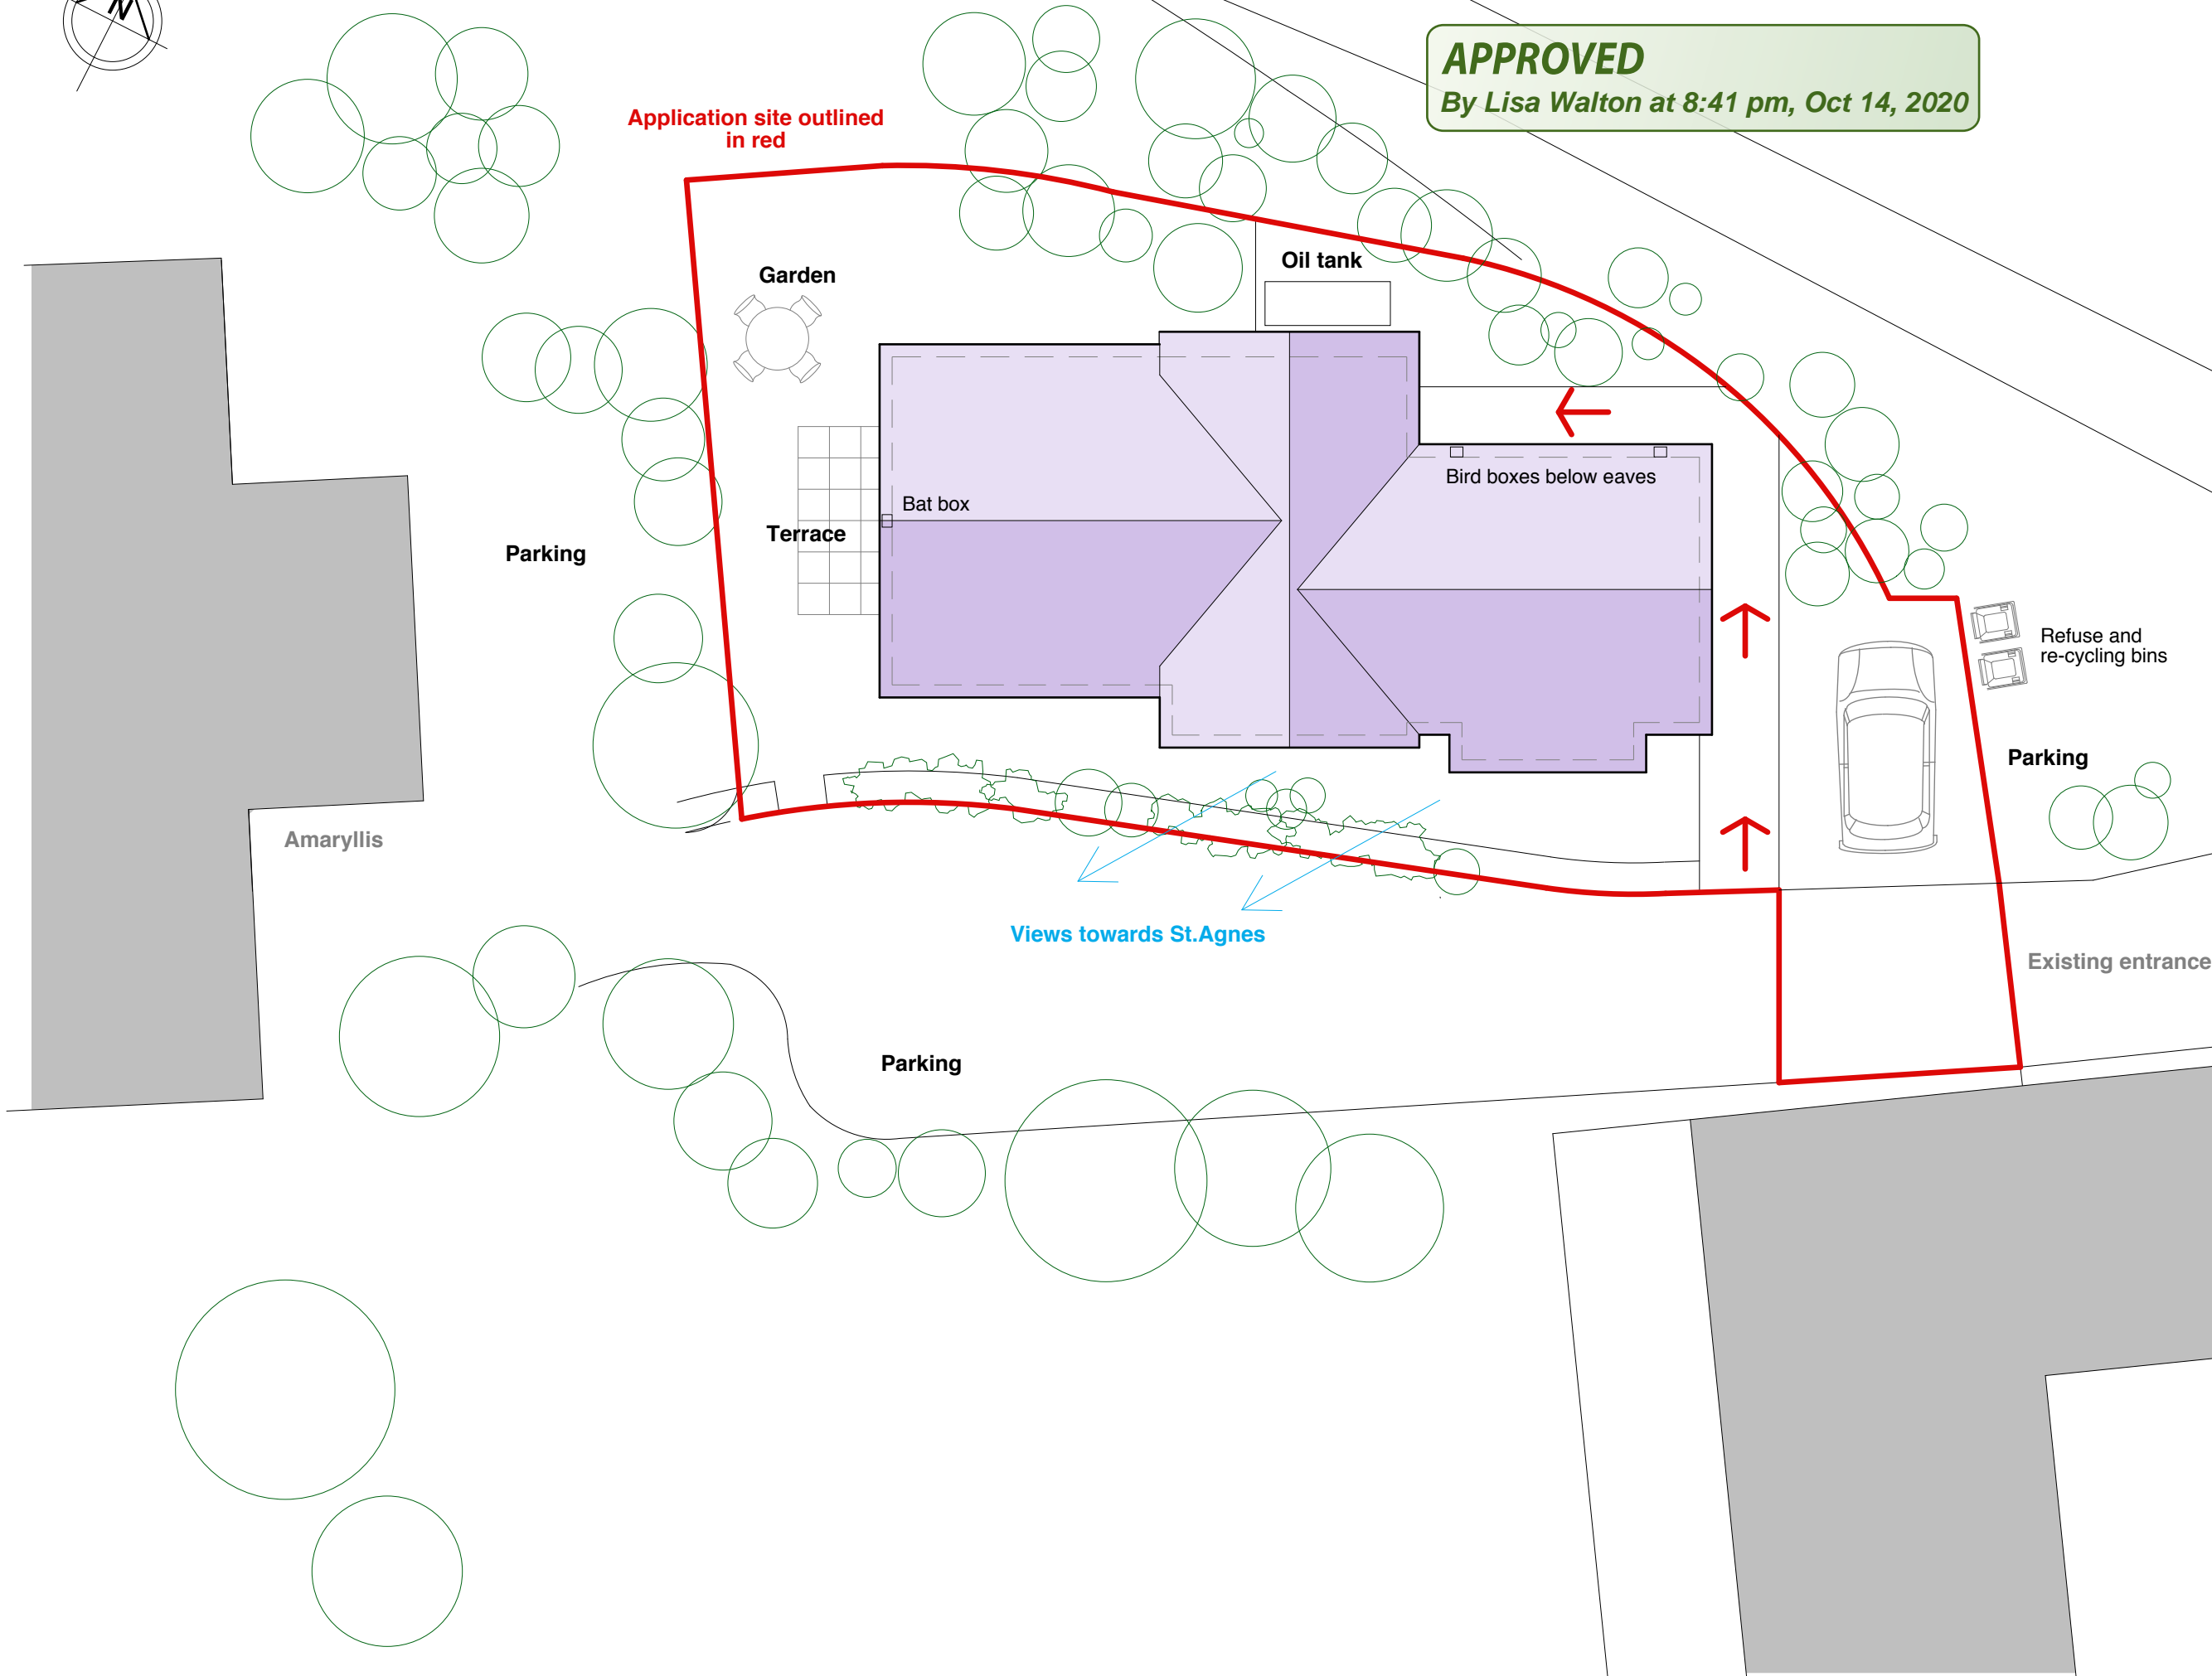 N
APPROVED
By Lisa Walton at 8:41 pm, Oct 14, 2020
Application site outlined
in red
Garden
Oil tank
Bird boxes below eaves
Bat box
Terrace
Parking
Refuse and
re-cycling bins
Parking
Amaryllis
Views towards St.Agnes
Existing entrance
Parking